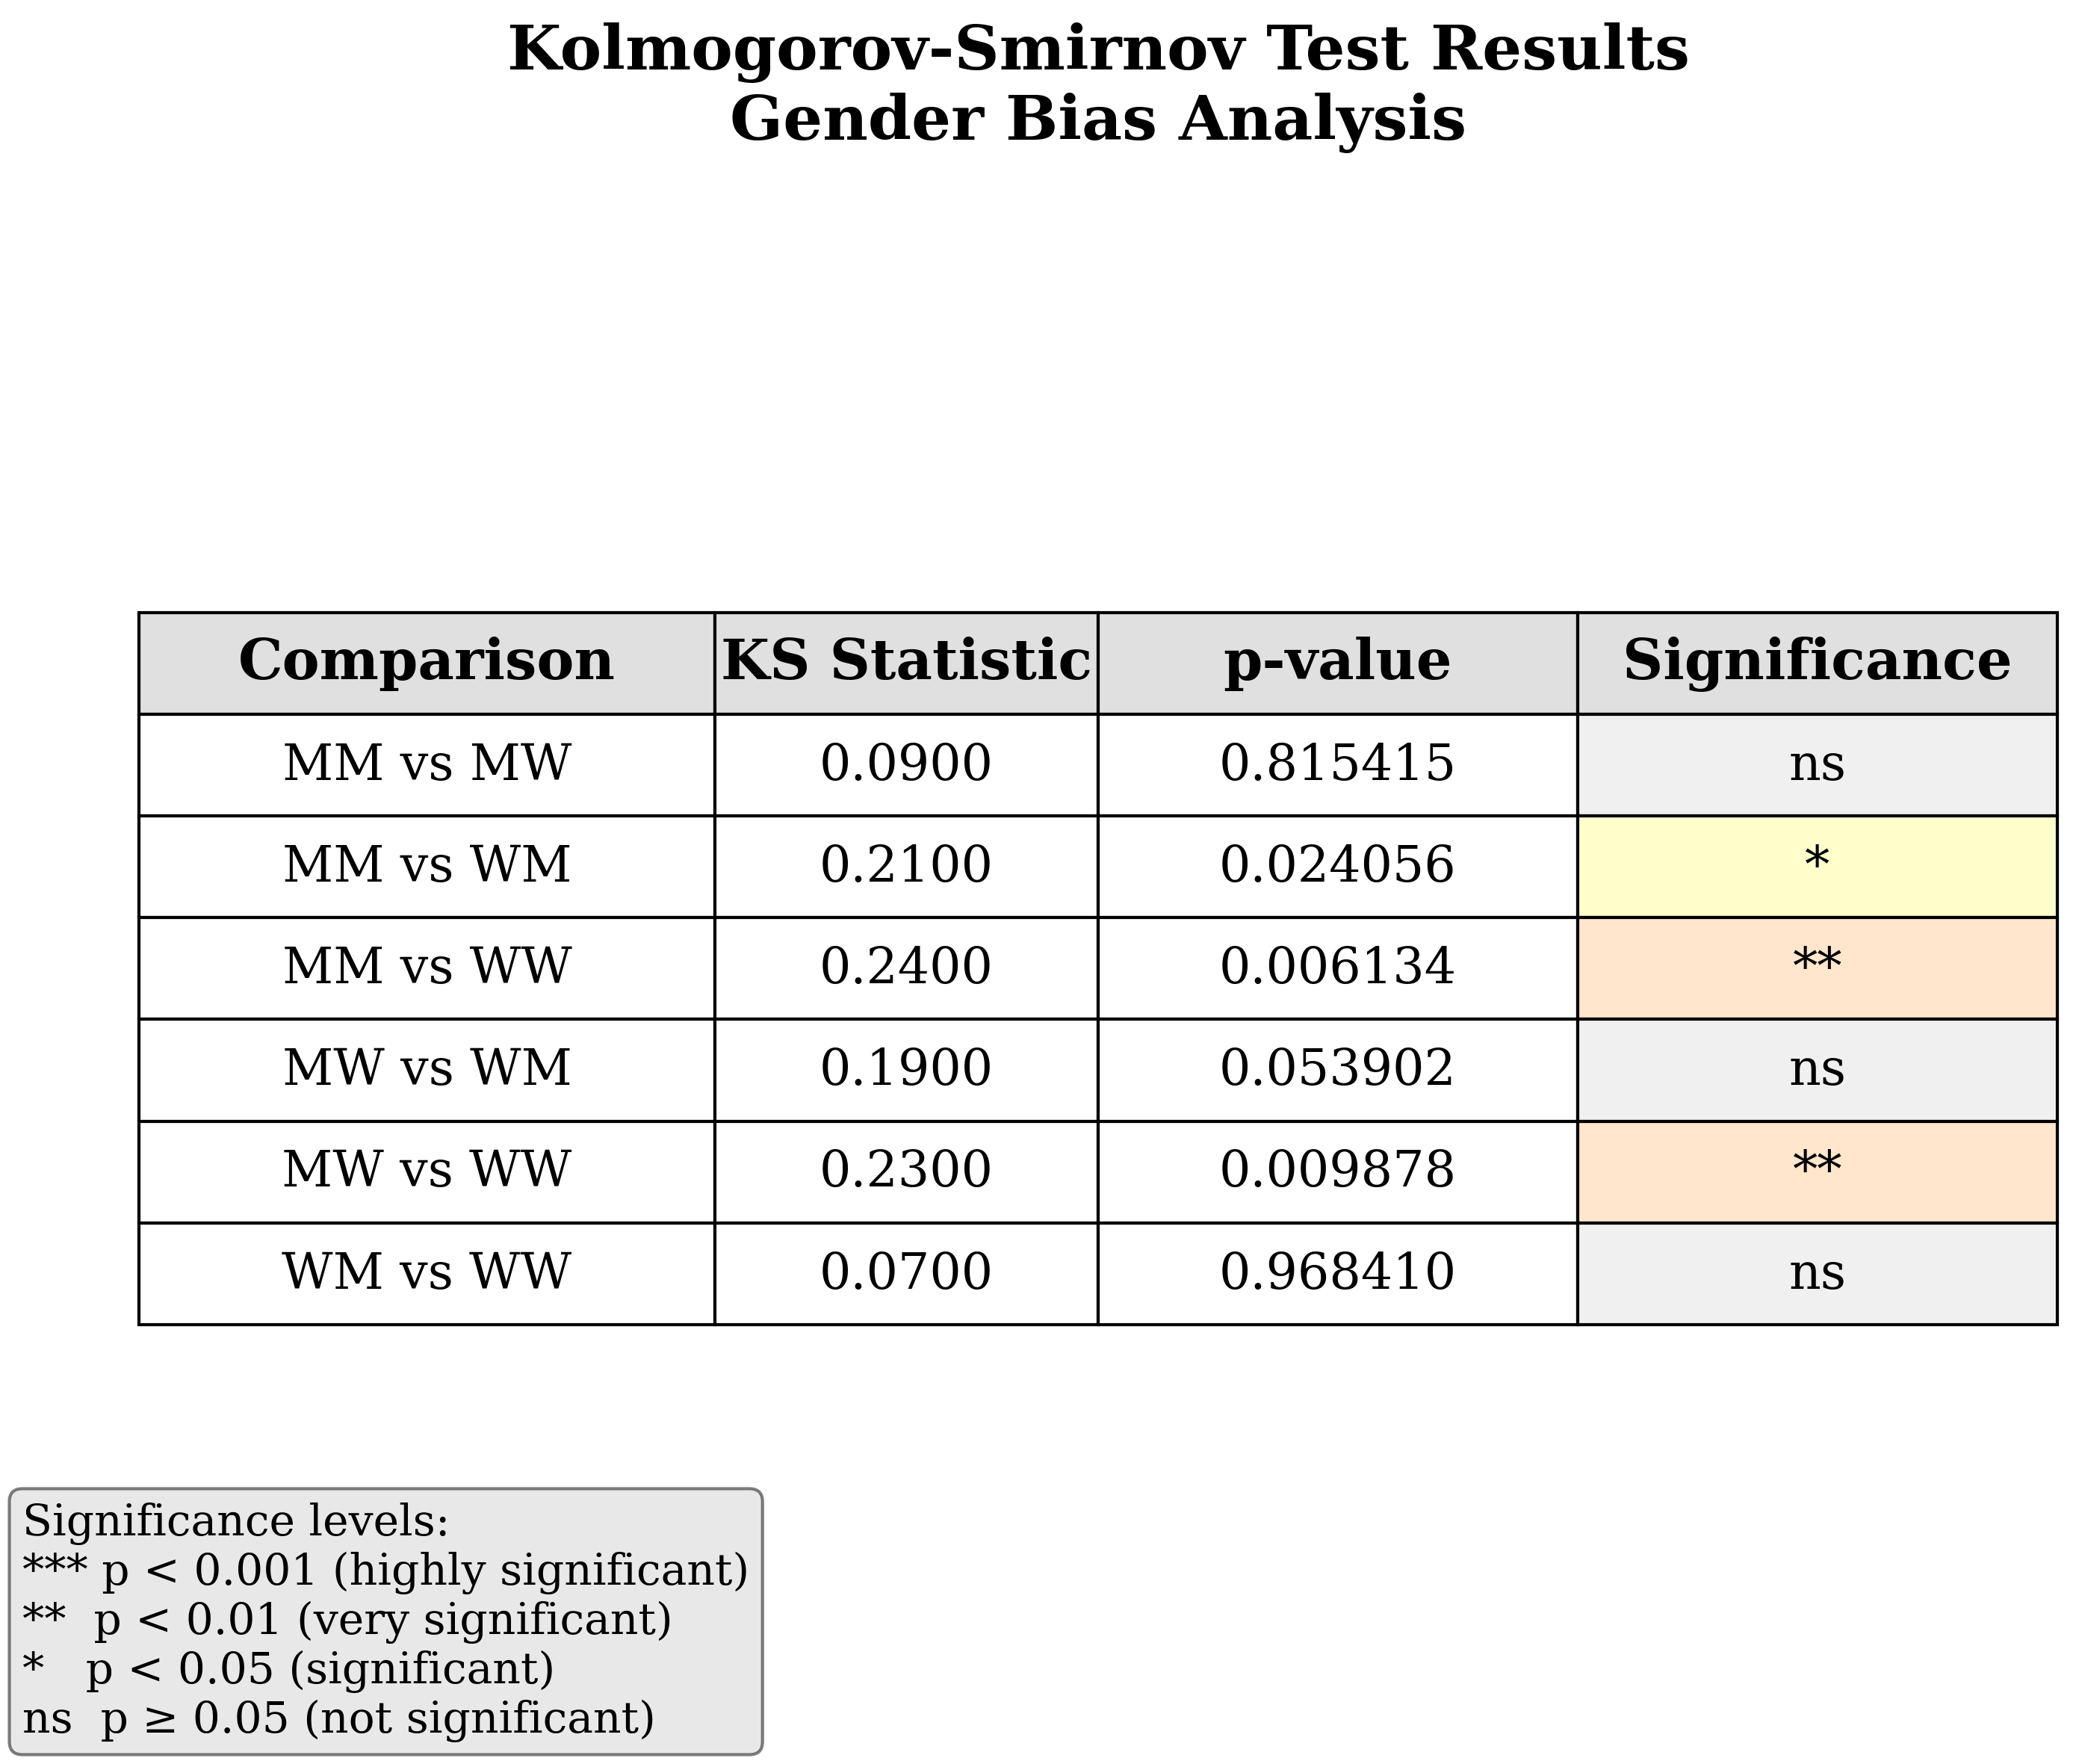 Kolmogorov-Smirnov Test Results
Gender Bias Analysis
Comparison KS Statistic p-value Significance
MM vs MW 0.0900 0.815415 ns
MM vs WM 0.2100 0.024056 *
MM vs WW 0.2400 0.006134 **
MW vs WM 0.1900 0.053902 ns
MW vs WW 0.2300 0.009878 **
WM vs WW 0.0700 0.968410 ns
Significance levels:
*** p < 0.001 (highly significant)
** p < 0.01 (very significant)
* p < 0.05 (significant)
ns p ≥ 0.05 (not significant)